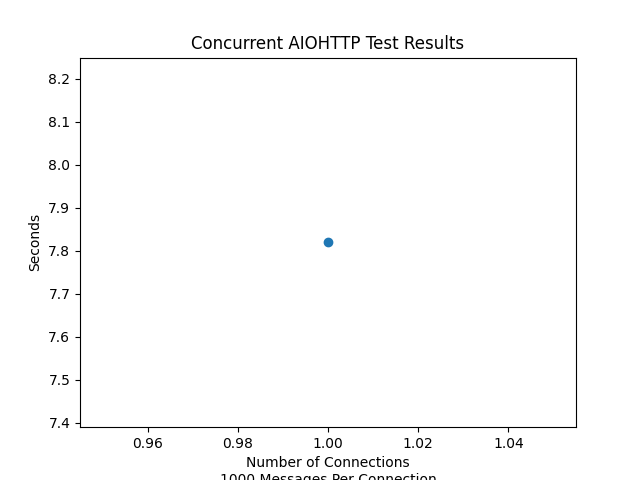 Concurrent AIOHTTP Test Results
8.2
8.1
8.0
7.9
7.8
7.7
7.6
7.5
7.4
Seconds
0.96 0.98 1.00 1.02 1.04
Number of Connections
1000 Messages Per Connection